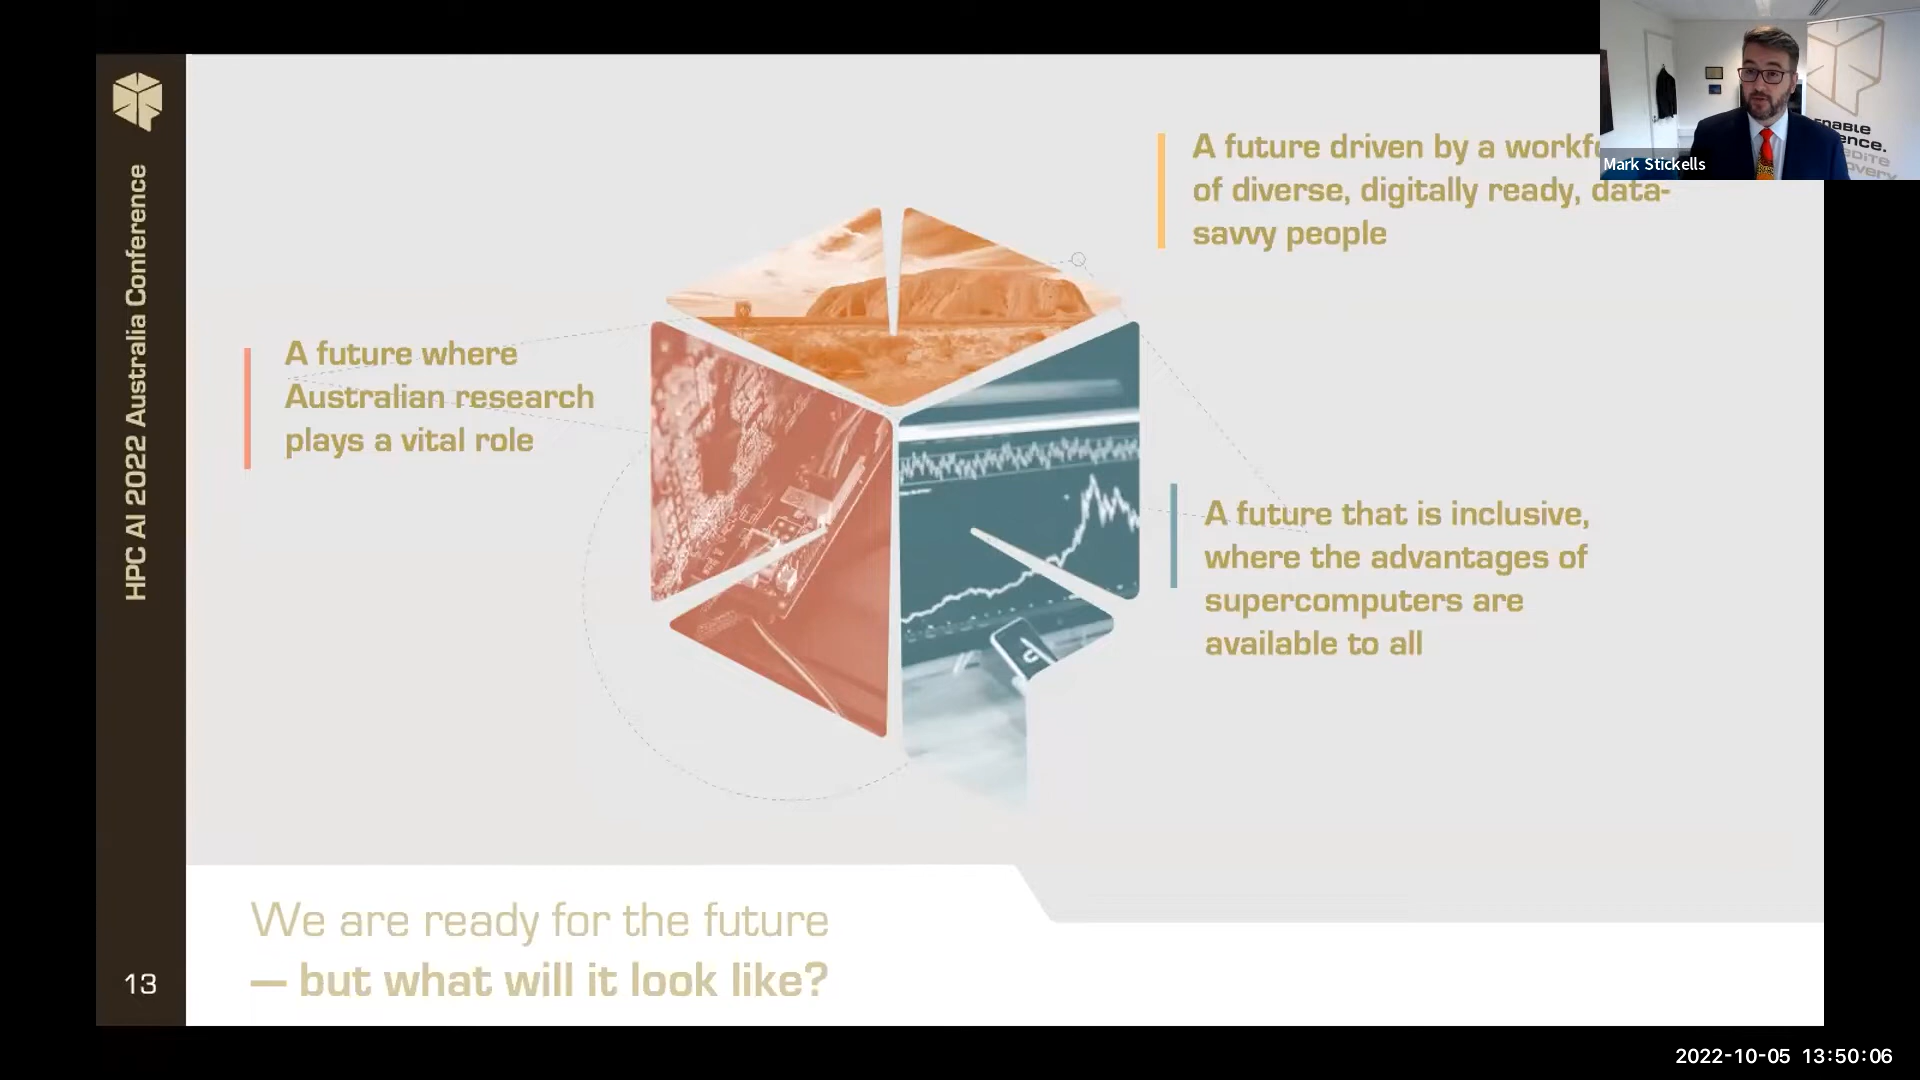 HPC AI 2022 Australia Conference
A future driven by a
of diverse, digitally ready, data-
savvy people
Mark Stickells
A future where
Australian research
plays a vital role
A future that is inclusive,
where the advantages of
supercomputers are
available to all
We are ready for the future
— but what will it look like?
13
2022-10-05 13:50:06